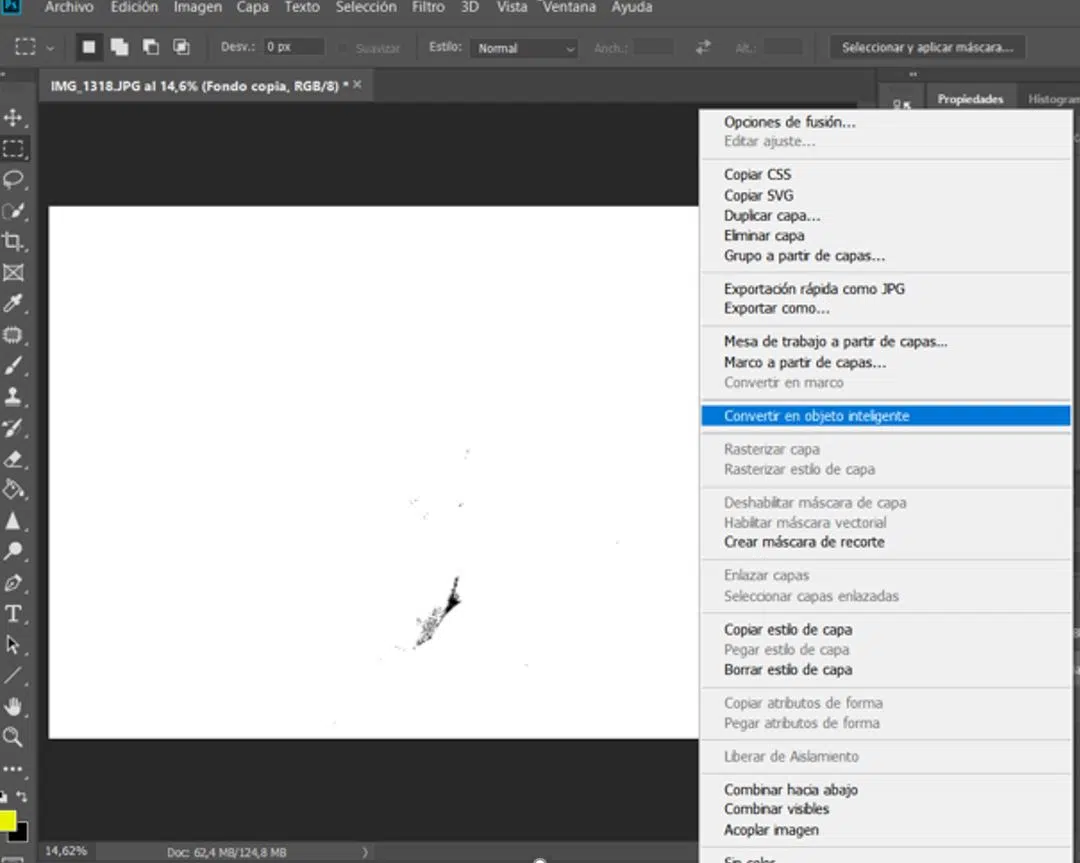 Ps
Archivo Edición Imagen Capa Texto Selección Filtro 3D Vista Ventana Ayuda
Desv.: 0 px Suavizar Estilo: Normal Anch.: Alt.: Seleccionar y aplicar máscara...
IMG_1318.JPG al 14,6% (Fondo copia, RGB/8) * ×
Propiedades Histogram
Opciones de fusión...
Editar ajuste...
Copiar CSS
Copiar SVG
Duplicar capa...
Eliminar capa
Grupo a partir de capas...
Exportación rápida como JPG
Exportar como...
Mesa de trabajo a partir de capas...
Marco a partir de capas...
Convertir en marco
Convertir en objeto inteligente
Rasterizar capa
Rasterizar estilo de capa
Deshabilitar máscara de capa
Habilitar máscara vectorial
Crear máscara de recorte
Enlazar capas
Seleccionar capas enlazadas
Copiar estilo de capa
Pegar estilo de capa
Borrar estilo de capa
Copiar atributos de forma
Pegar atributos de forma
Liberar de Aislamiento
Combinar hacia abajo
Combinar visibles
Acoplar imagen
Sin color
14,62% Doc: 62,4 MB/124,8 MB